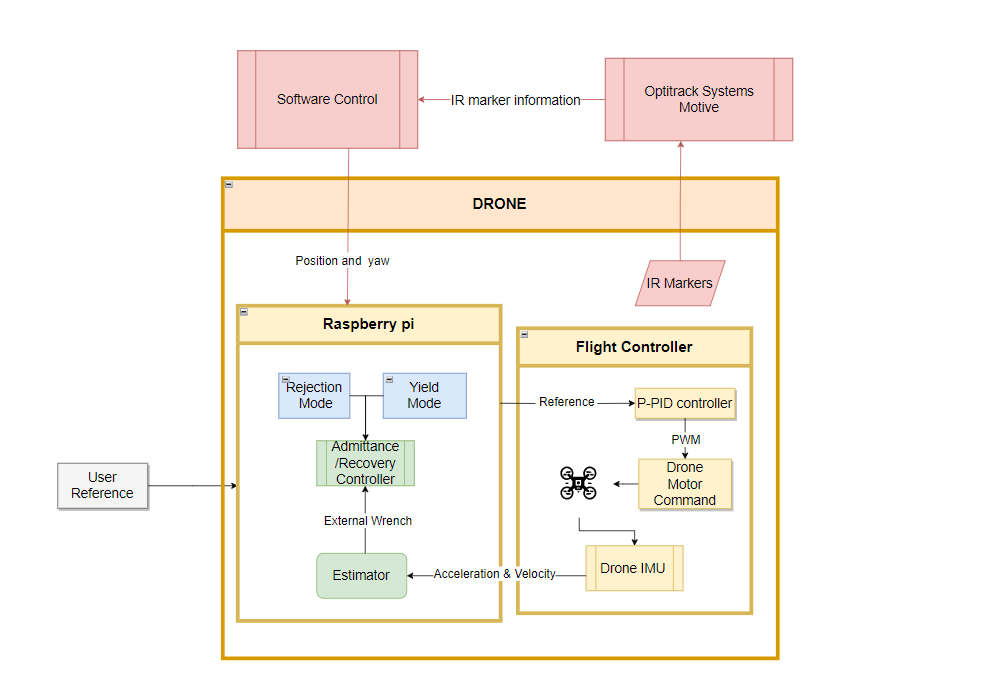 Software Control
IR marker information
Optitrack Systems
Motive
DRONE
Position and yaw
IR Markers
Raspberry pi
Flight Controller
Rejection
Mode
Yield
Mode
Reference
P-PID controller
PWM
Admittance
/Recovery
Controller
Drone
Motor
Command
User
Reference
External Wrench
Estimator
Acceleration & Velocity
Drone IMU